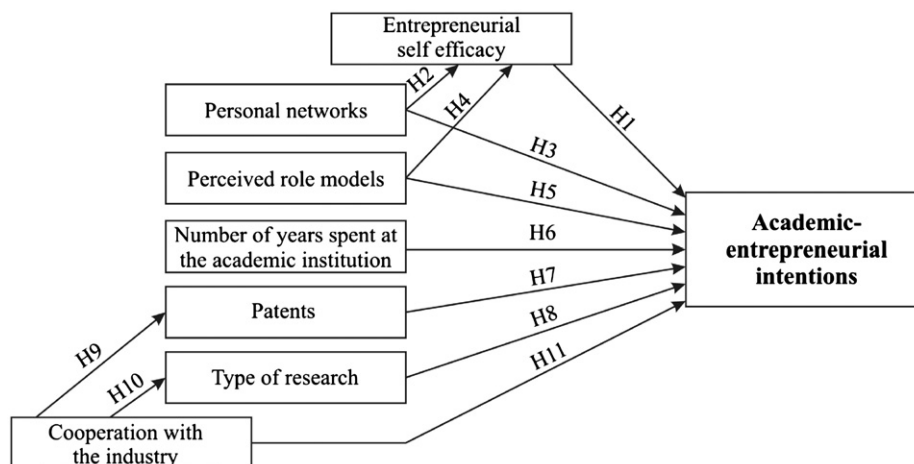 Entrepreneurial
self efficacy
H2
H4
H1
Personal networks
H3
Perceived role models
H5
Number of years spent at
the academic institution
H6
Academic-
entrepreneurial
intentions
H7
Patents
H8
H9
Type of research
H11
H10
Cooperation with
the industry